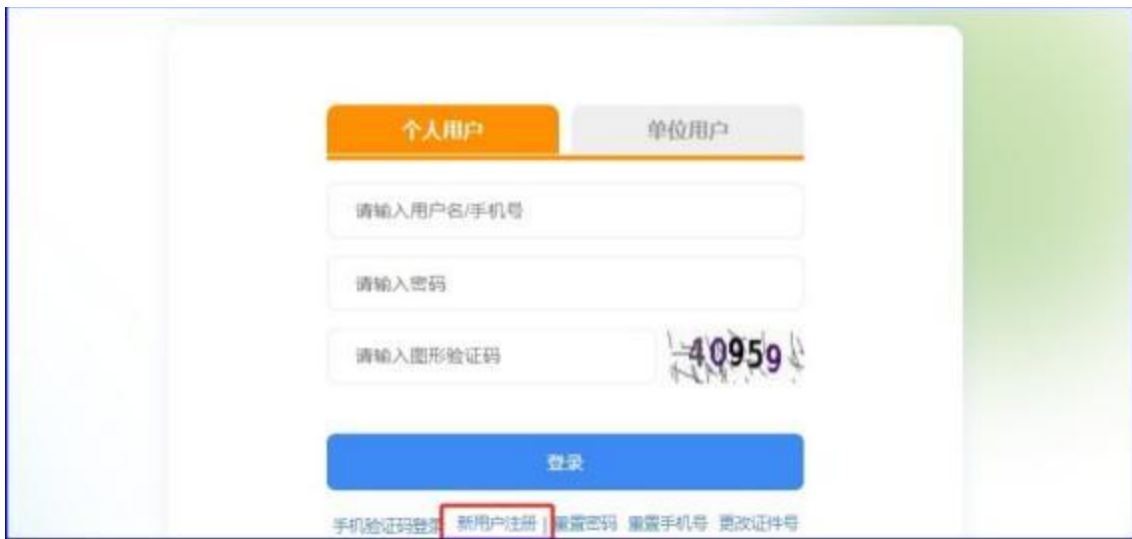 个人用户 单位用户
请输入用户名/手机号
请输入密码
请输入图形验证码 40959
登录
手机验证码登录 新用户注册 | 重置密码 重置手机号 更改证件号